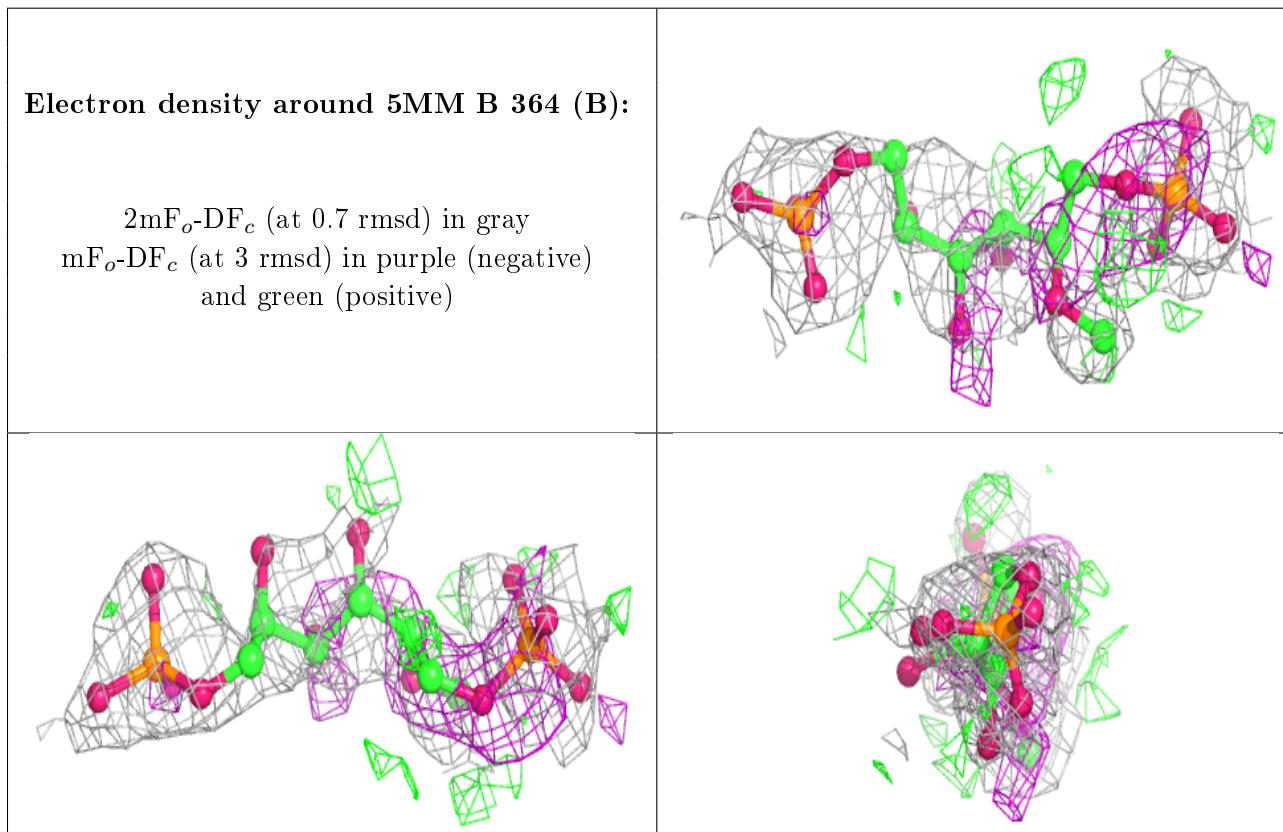 Electron density around 5MM B 364 (B):
2mFo-DFc (at 0.7 rmsd) in gray
mFo-DFc (at 3 rmsd) in purple (negative)
and green (positive)